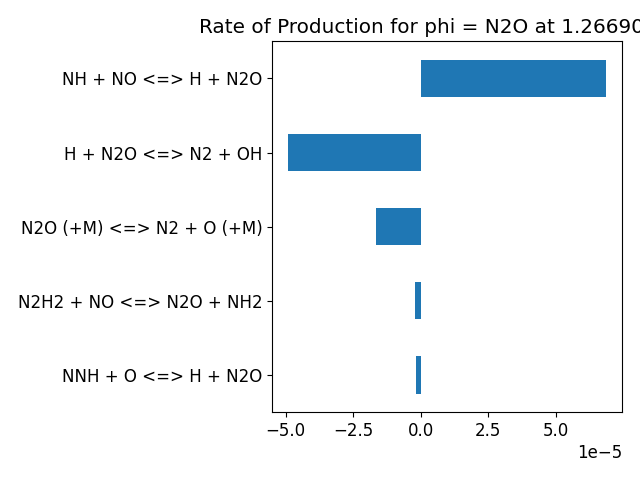 Rate of Production for phi = N2O at 1.26690
NH + NO <=> H + N2O
H + N2O <=> N2 + OH
N2O (+M) <=> N2 + O (+M)
N2H2 + NO <=> N2O + NH2
NNH + O <=> H + N2O
−5.0 −2.5 0.0 2.5 5.0
1e−5